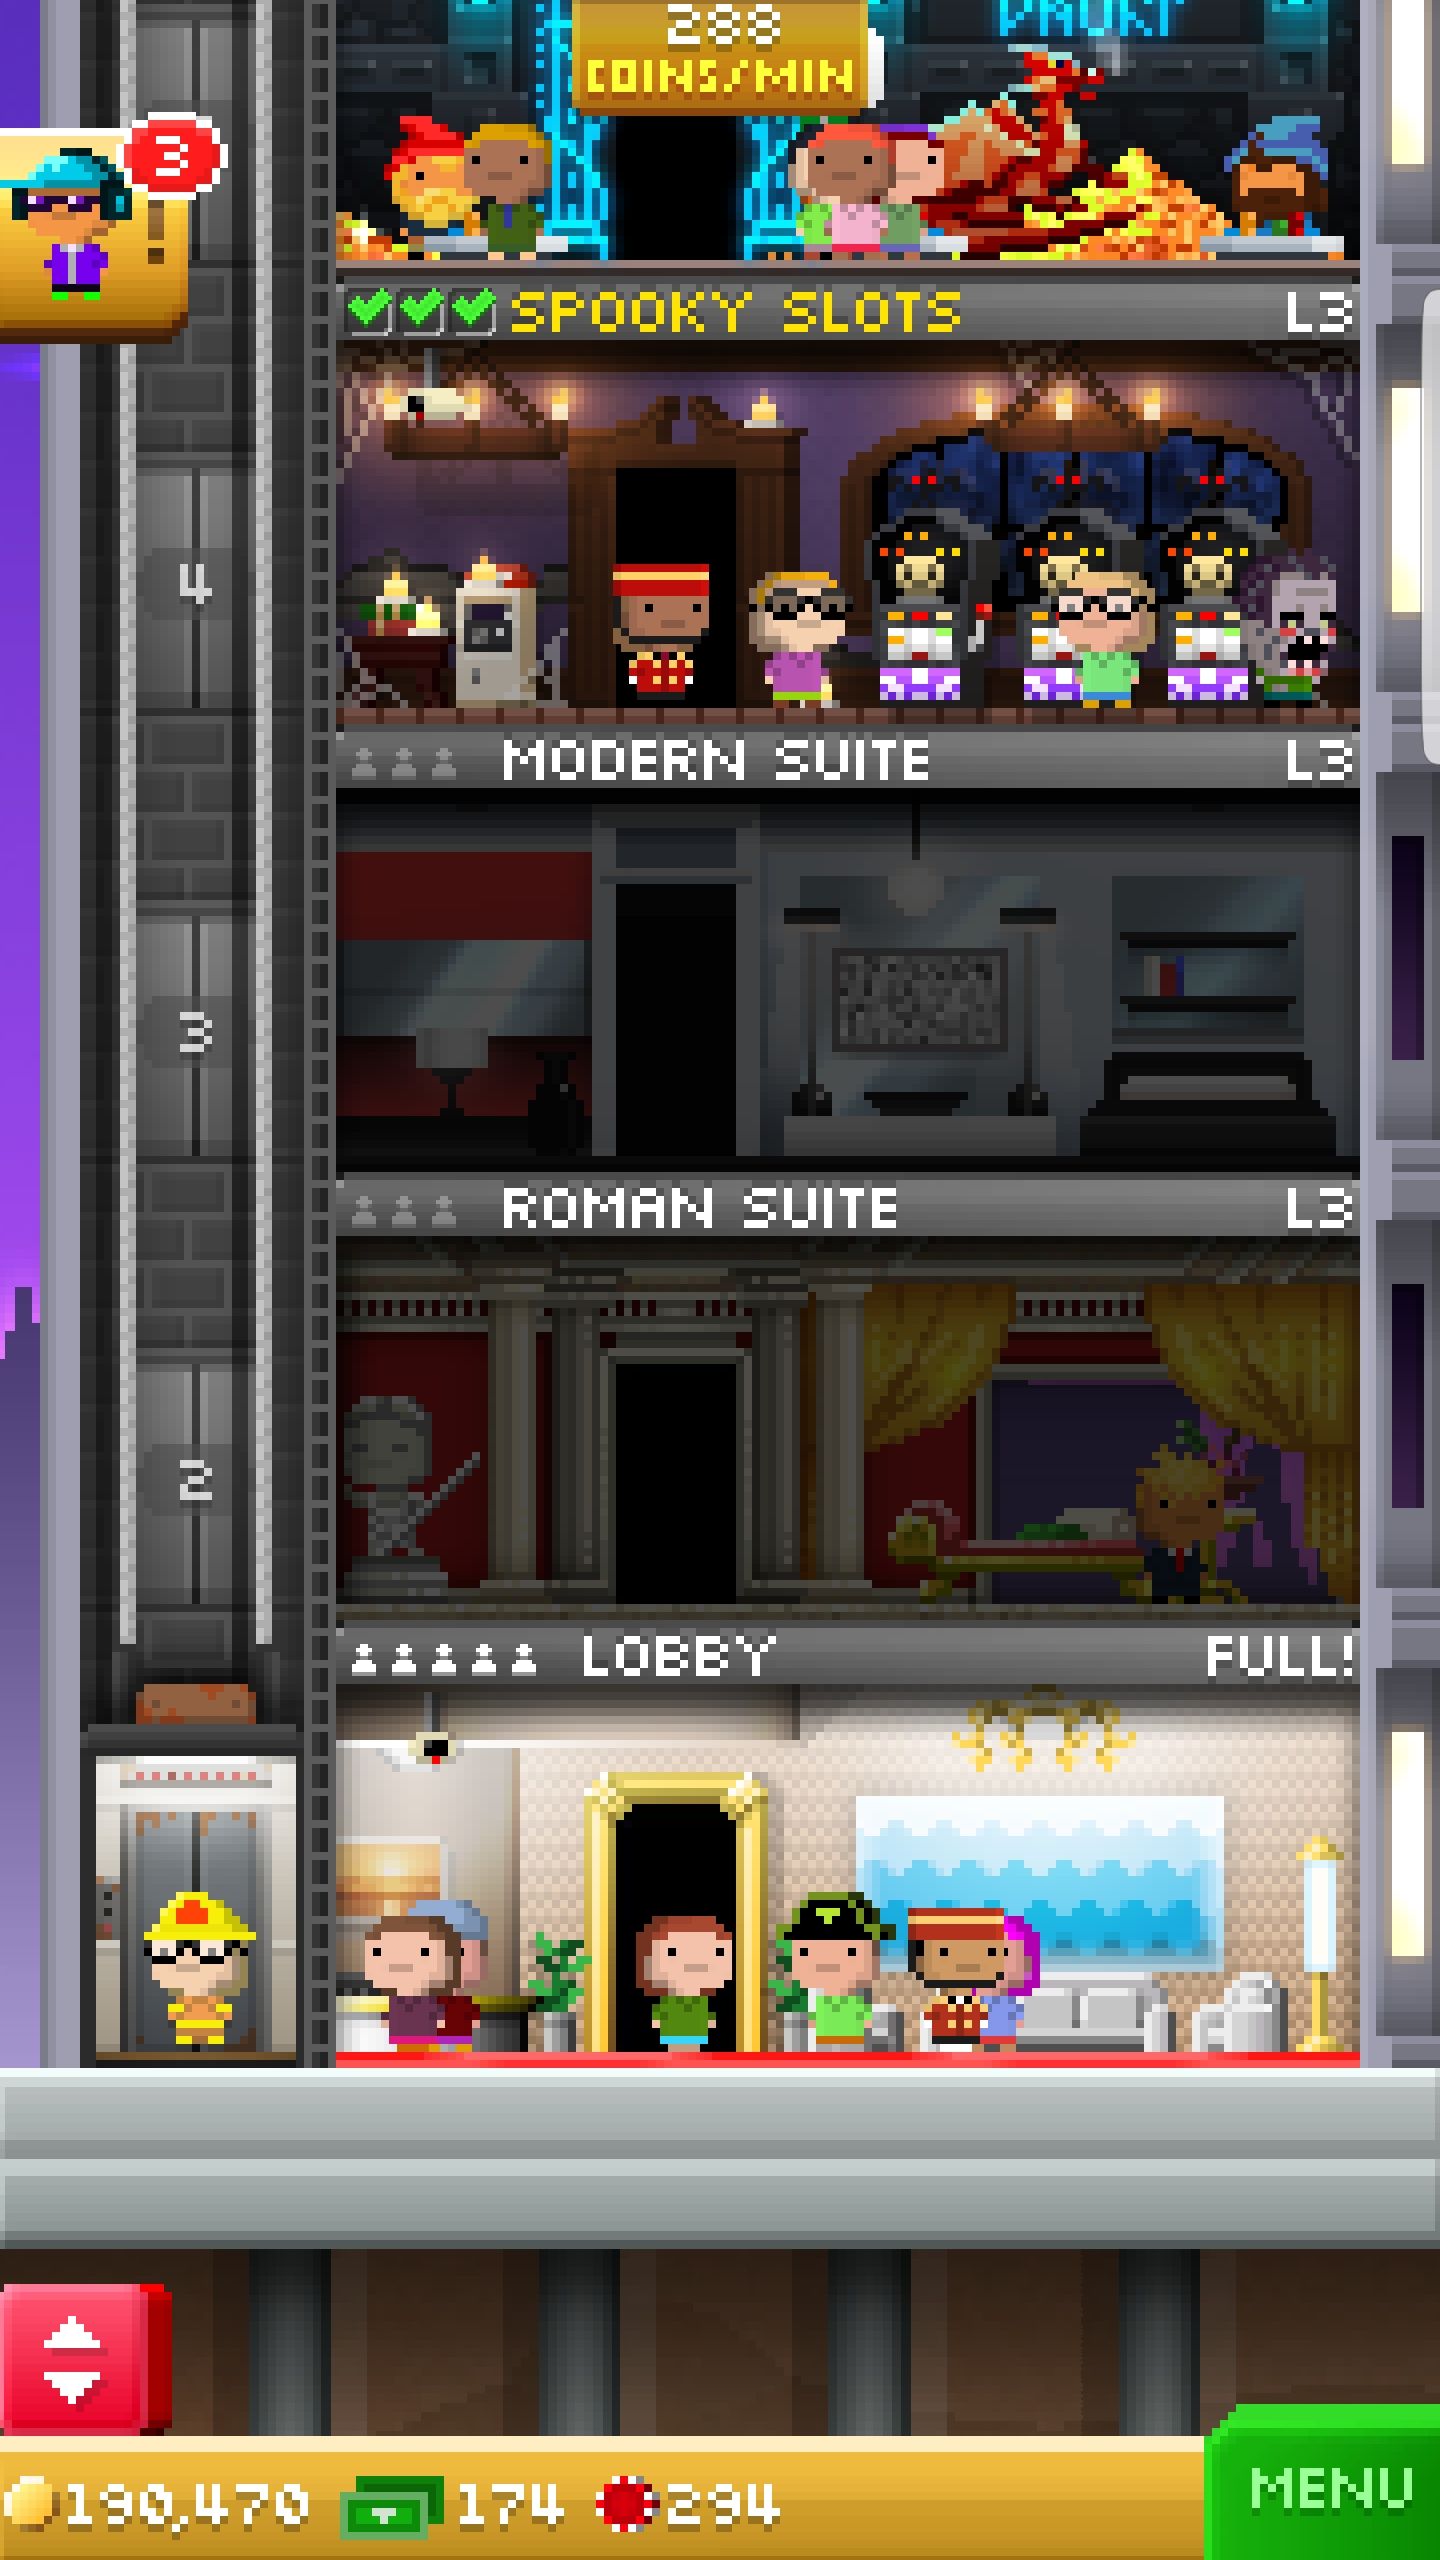 288
COINS/MIN
3
SPOOKY SLOTS L3
4
MODERN SUITE L3
3
ROMAN SUITE L3
2
LOBBY FULL!
190,470 174 294
MENU